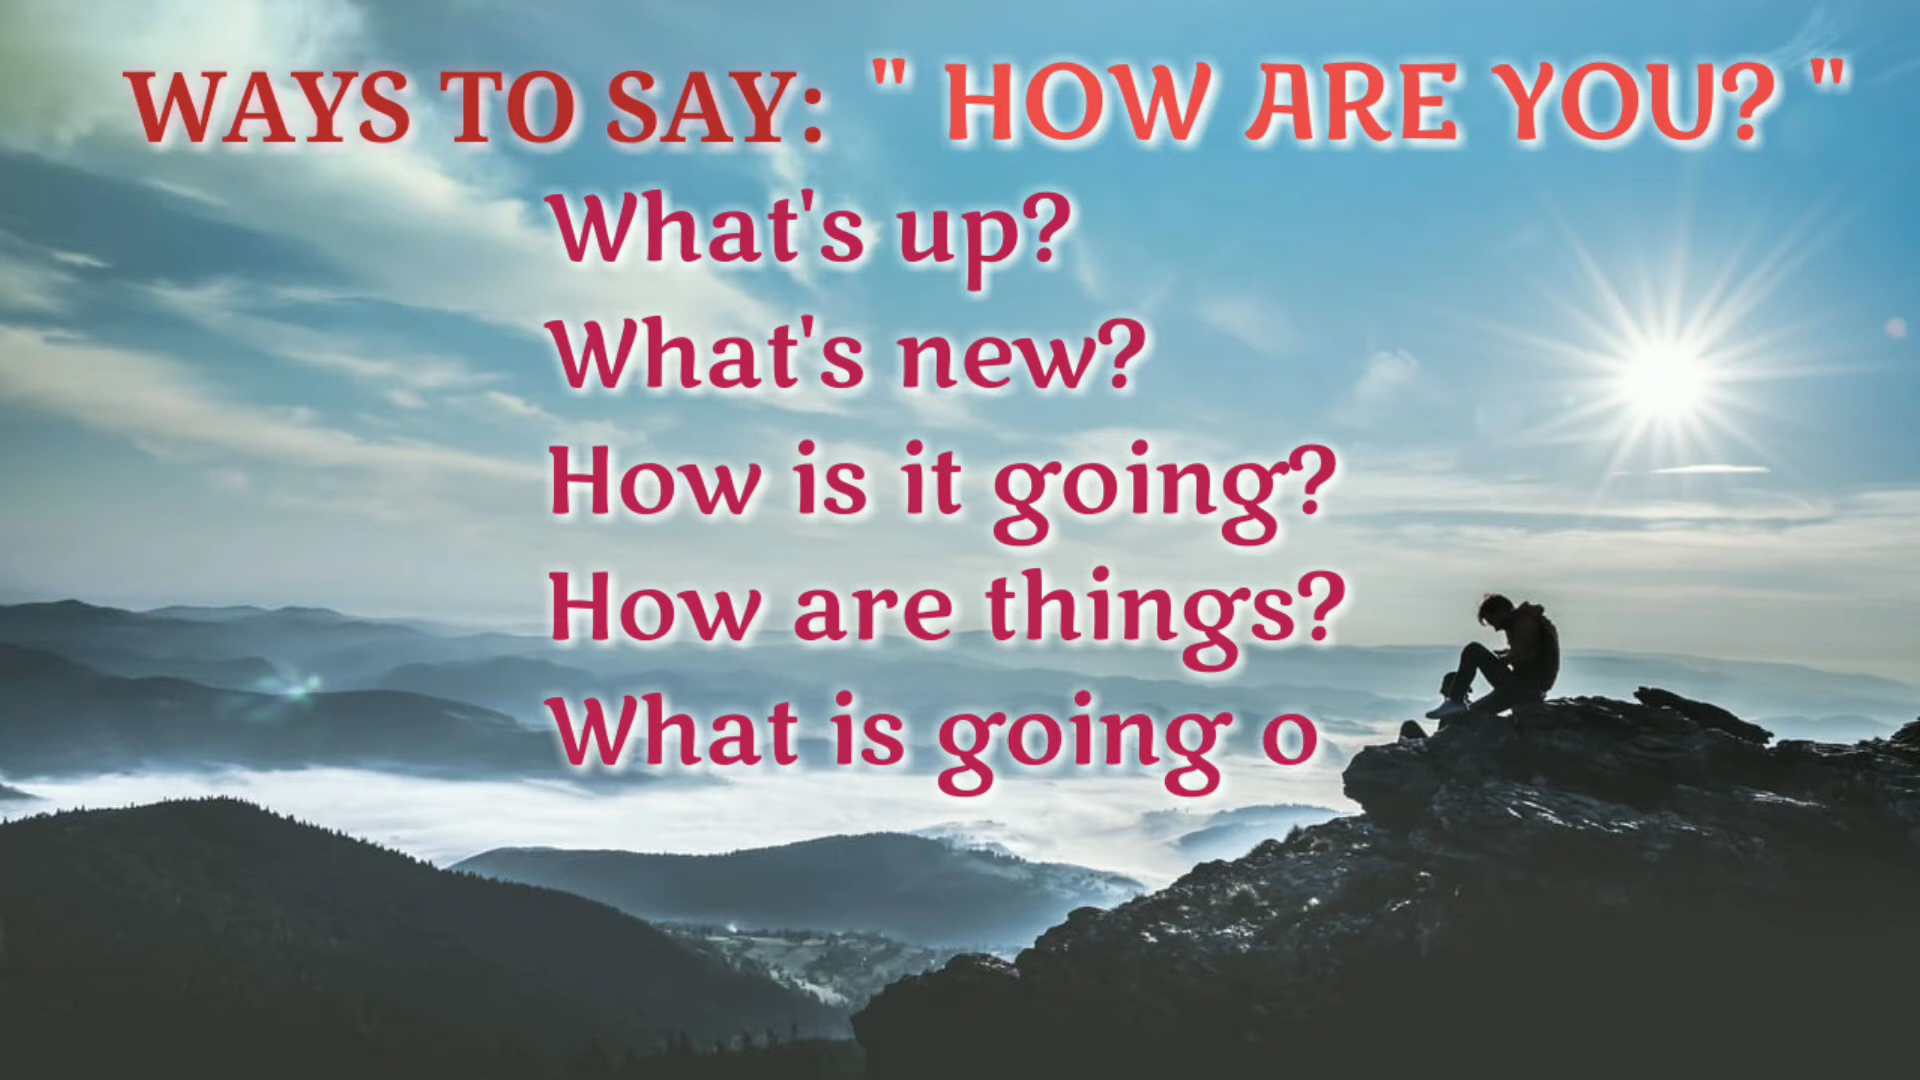 WAYS TO SAY: " HOW ARE YOU? "
What's up?
What's new?
How is it going?
How are things?
What is going o